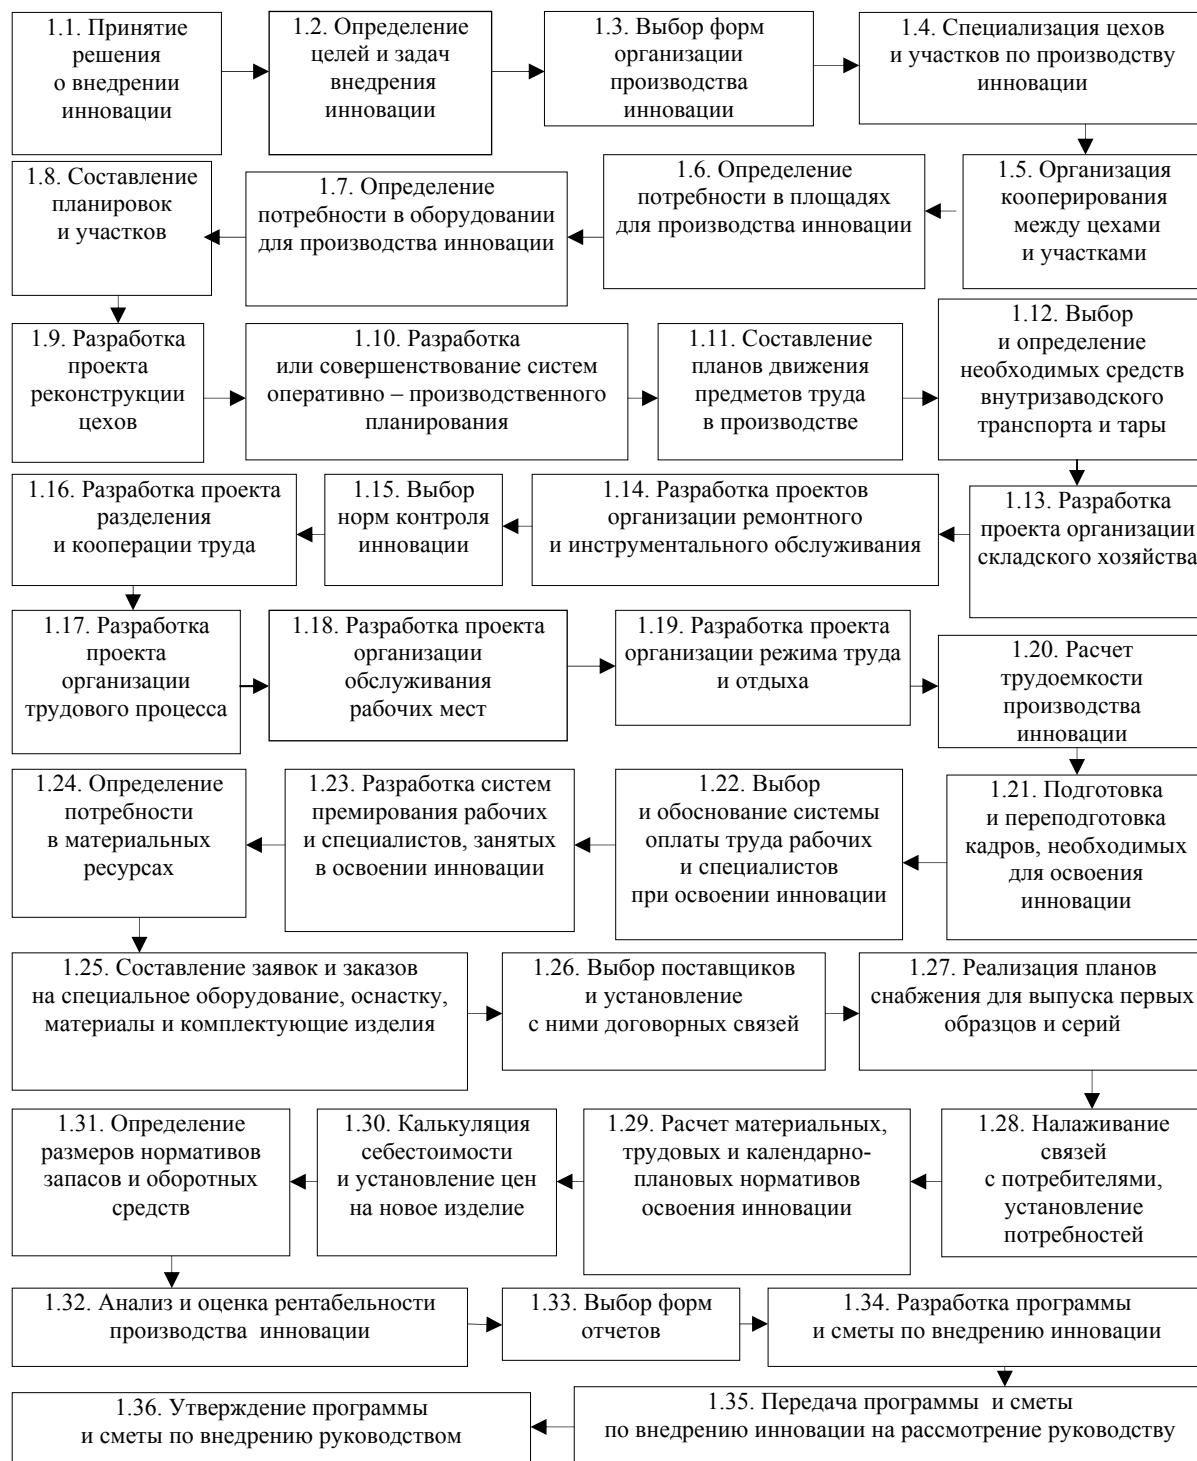 1.1. Принятие
решения
о внедрении
инновации
1.2. Определение
целей и задач
внедрения
инновации
1.3. Выбор форм
организации
производства
инновации
1.4. Специализация цехов
и участков по производству
инновации
1.5. Организация
кооперирования
между цехами
и участками
1.6. Определение
потребности в площадях
для производства инновации
1.7. Определение
потребности в оборудовании
для производства инновации
1.8. Составление
планировок
и участков
1.9. Разработка
проекта
реконструкции
цехов
1.10. Разработка
или совершенствование систем
оперативно – производственного
планирования
1.11. Составление
планов движения
предметов труда
в производстве
1.12. Выбор
и определение
необходимых средств
внутризаводского
транспорта и тары
1.13. Разработка
проекта организации
складского хозяйства
1.14. Разработка проектов
организации ремонтного
и инструментального обслуживания
1.15. Выбор
норм контроля
инновации
1.16. Разработка проекта
разделения
и кооперации труда
1.17. Разработка
проекта
организации
трудового процесса
1.18. Разработка проекта
организации
обслуживания
рабочих мест
1.19. Разработка проекта
организации режима труда
и отдыха
1.20. Расчет
трудоемкости
производства
инновации
1.21. Подготовка
и переподготовка
кадров, необходимых
для освоения
инновации
1.22. Выбор
и обоснование системы
оплаты труда рабочих
и специалистов
при освоении инновации
1.23. Разработка систем
премирования рабочих
и специалистов, занятых
в освоении инновации
1.24. Определение
потребности
в материальных
ресурсах
1.25. Составление заявок и заказов
на специальное оборудование, оснастку,
материалы и комплектующие изделия
1.26. Выбор поставщиков
и установление
с ними договорных связей
1.27. Реализация планов
снабжения для выпуска первых
образцов и серий
1.28. Налаживание
связей
с потребителями,
установление
потребностей
1.29. Расчет материальных,
трудовых и календарно-
плановых нормативов
освоения инновации
1.30. Калькуляция
себестоимости
и установление цен
на новое изделие
1.31. Определение
размеров нормативов
запасов и оборотных
средств
1.32. Анализ и оценка рентабельности
производства инновации
1.33. Выбор форм
отчетов
1.34. Разработка программы
и сметы по внедрению инновации
1.35. Передача программы и сметы
по внедрению инновации на рассмотрение руководству
1.36. Утверждение программы
и сметы по внедрению руководством